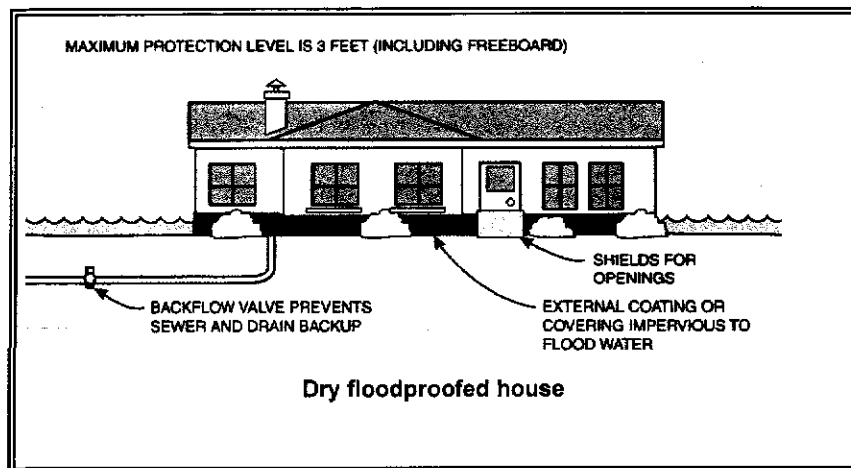 MAXIMUM PROTECTION LEVEL IS 3 FEET (INCLUDING FREEBOARD)
SHIELDS FOR
OPENINGS
BACKFLOW VALVE PREVENTS
SEWER AND DRAIN BACKUP
EXTERNAL COATING OR
COVERING IMPERVIOUS TO
FLOOD WATER
Dry floodproofed house